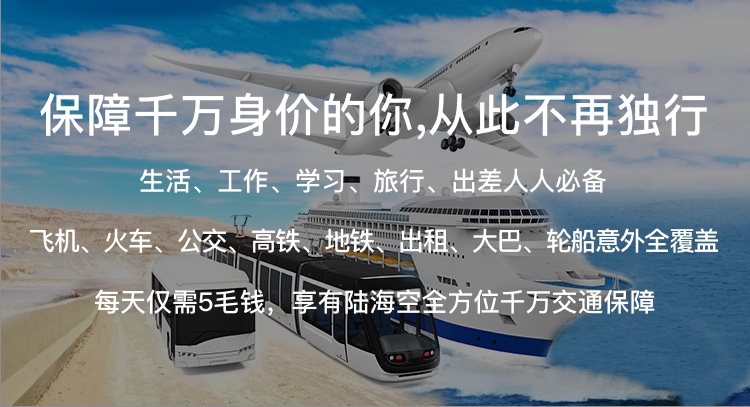 保障千万身价的你,从此不再独行
生活、工作、学习、旅行、出差人人必备
飞机、火车、公交、高铁、地铁、出租、大巴、轮船意外全覆盖
每天仅需5毛钱，享有陆海空全方位千万交通保障